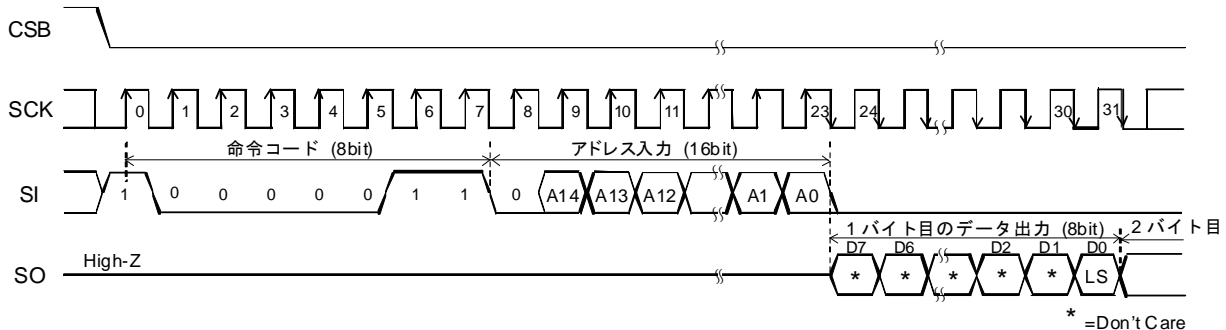 CSB
SCK 0 1 2 3 4 5 6 7 8 9 10 11 23 24 30 31
命令コード (8bit) アドレス入力 (16bit)
SI 1 0 0 0 0 0 1 1 0 A14 A13 A12 A1 A0
1バイト目のデータ出力 (8bit) 2バイト目
High-Z D7 D6 D2 D1 D0
SO * * * * * LS
* =Don't Care